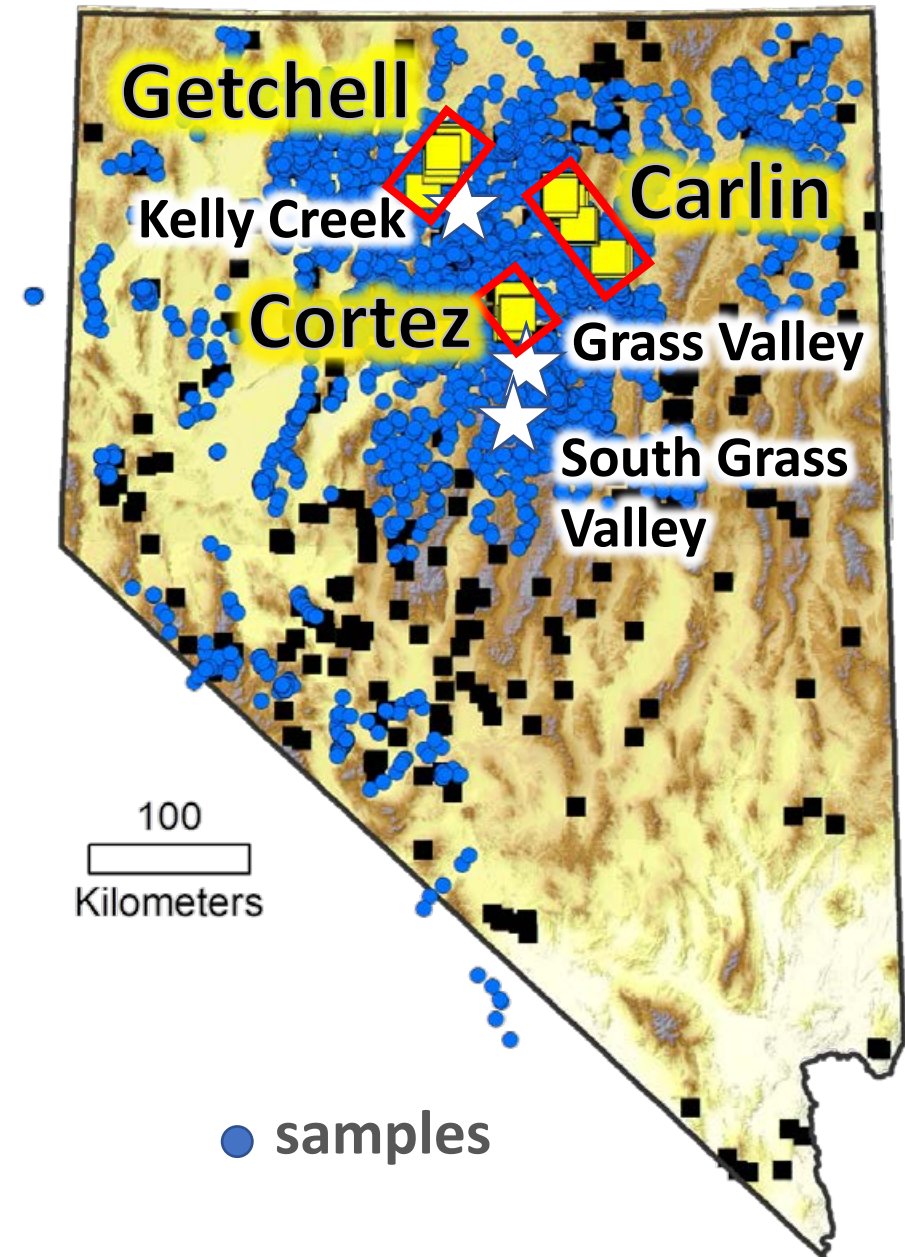 Getchell
Carlin
Kelly Creek
Cortez
Grass Valley
South Grass
Valley
100
Kilometers
samples